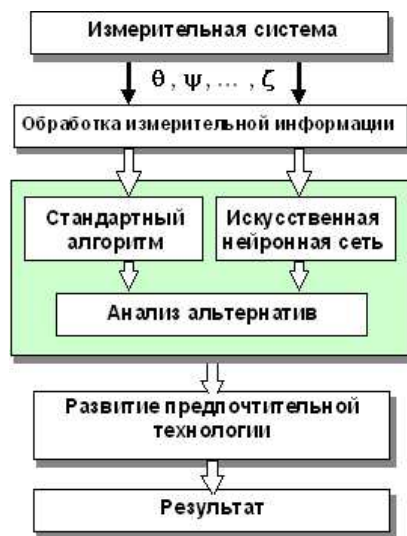 Измерительная система
θ, ψ, ... , ζ
Обработка измерительной информации
Стандартный
алгоритм
Искусственная
нейронная сеть
Анализ альтернатив
Развитие предпочтительной
технологии
Результат